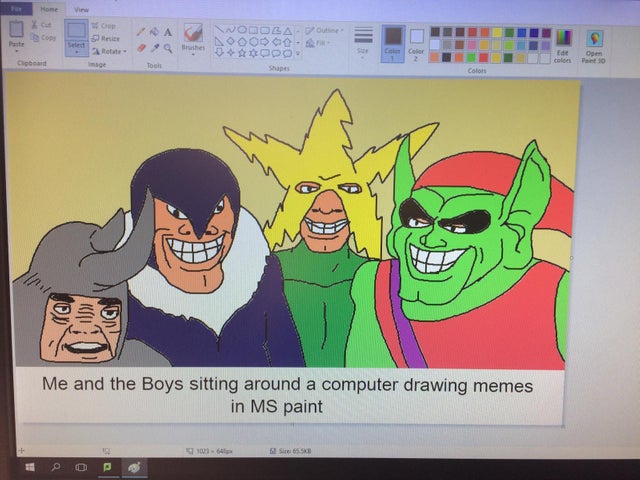 File Home View
Paste
Cut
Copy
Clipboard
Select
Crop
Resize
Rotate
Image
A
Tools
Brushes
Outline
Fill
Shapes
Size
Color
1
Color
2
Edit
colors
Colors
Open
Paint 3D
Me and the Boys sitting around a computer drawing memes
in MS paint
1023 × 648px
Size: 65.5KB